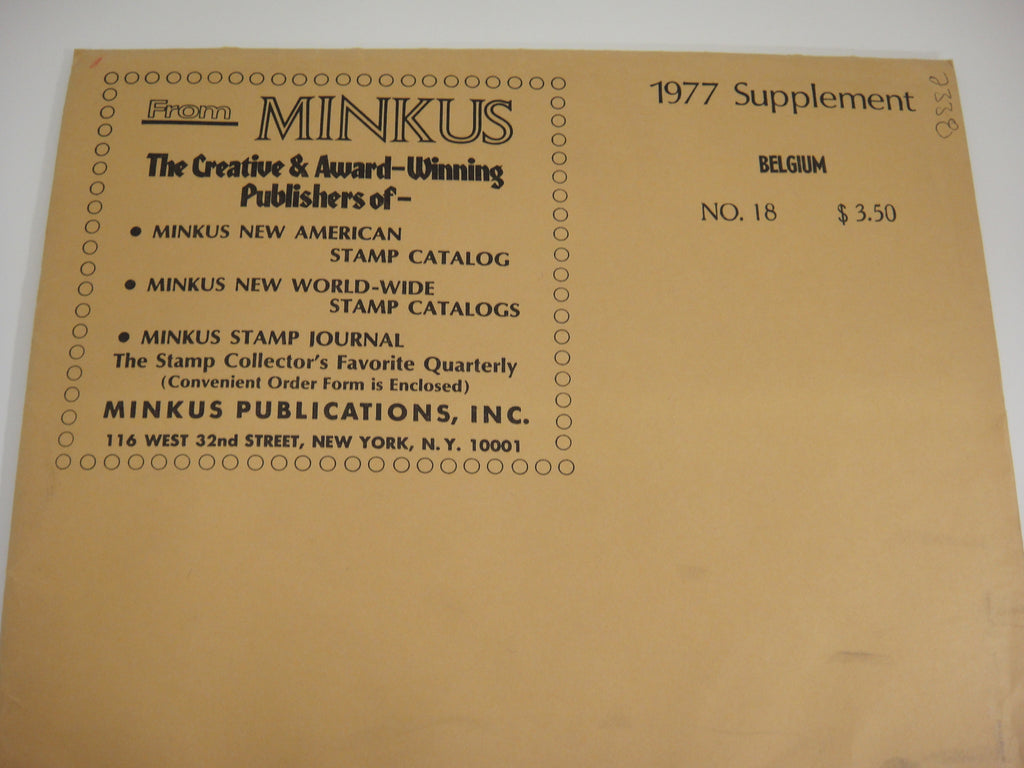 From MINKUS
The Creative & Award-Winning
Publishers of-
• MINKUS NEW AMERICAN
STAMP CATALOG
• MINKUS NEW WORLD-WIDE
STAMP CATALOGS
• MINKUS STAMP JOURNAL
The Stamp Collector's Favorite Quarterly
(Convenient Order Form is Enclosed)
MINKUS PUBLICATIONS, INC.
116 WEST 32nd STREET, NEW YORK, N.Y. 10001
1977 Supplement
BELGIUM
NO. 18 $ 3.50
2338